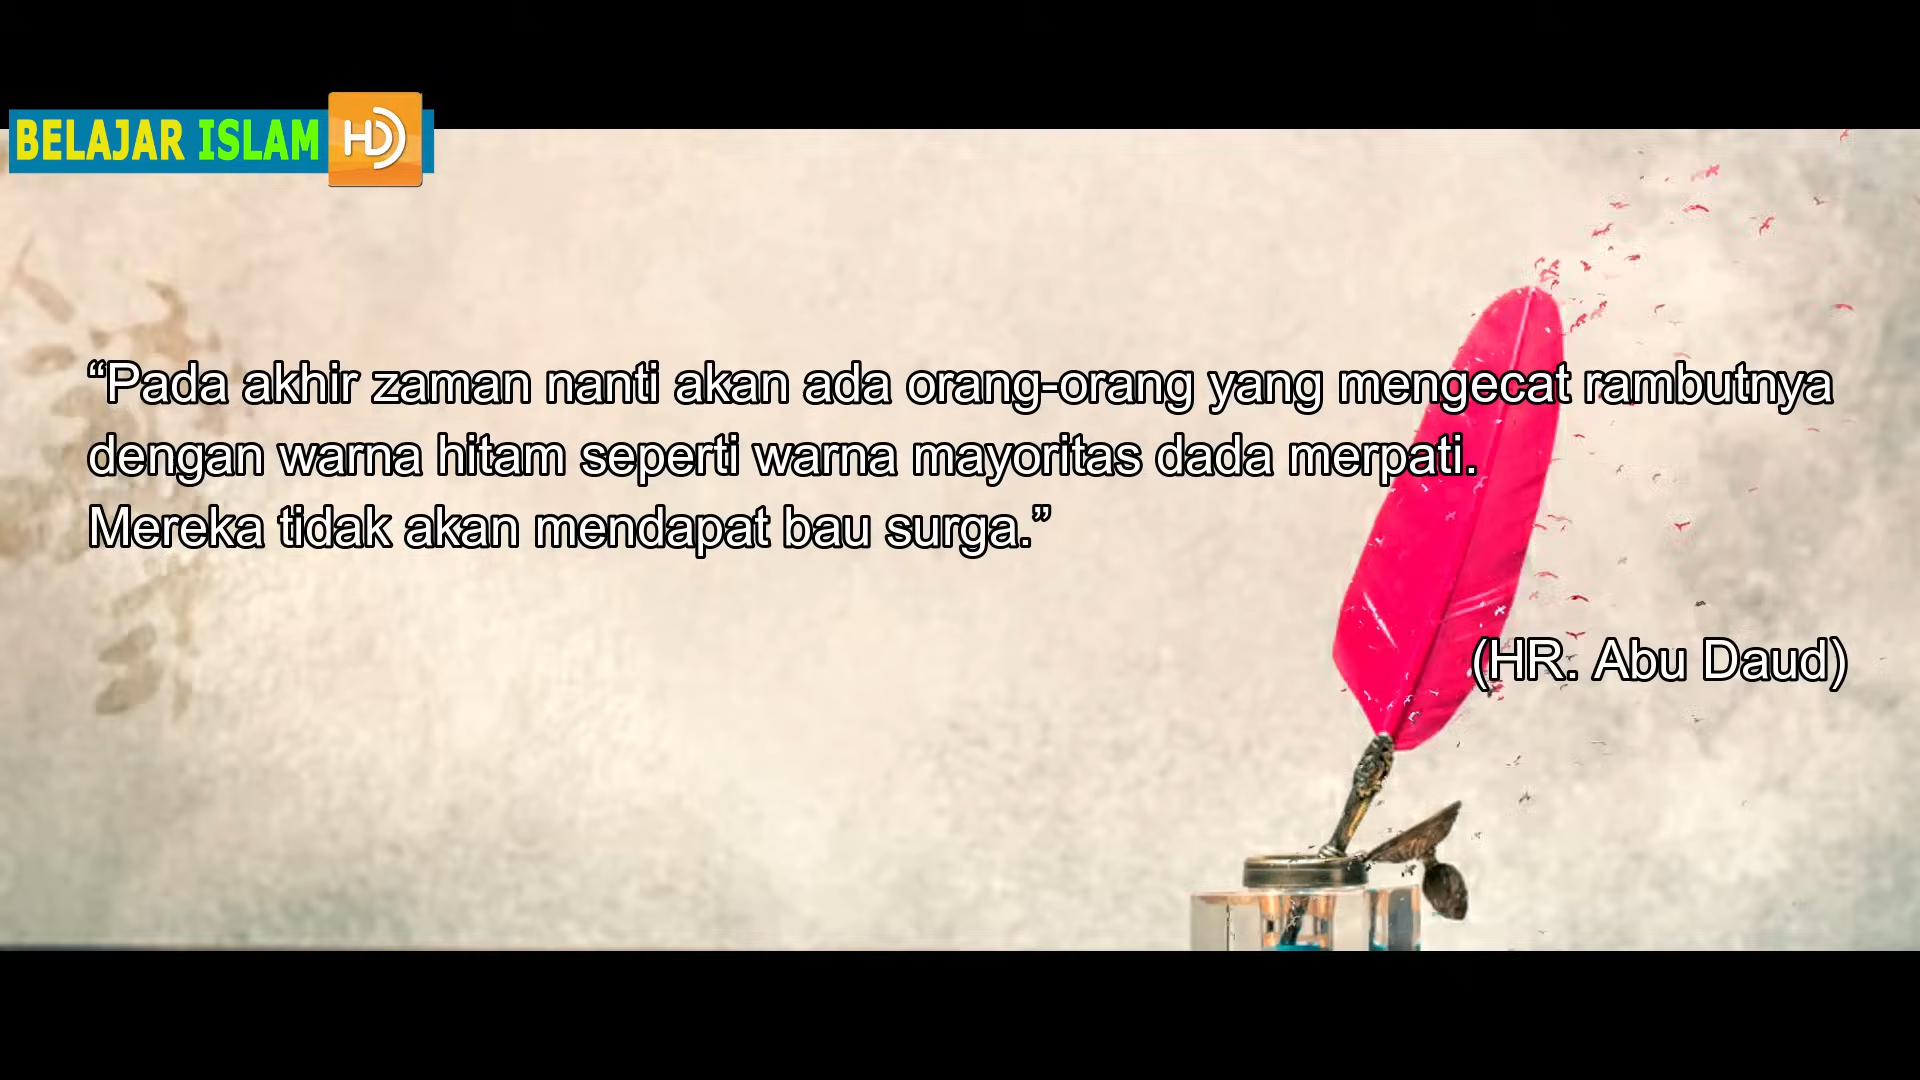 BELAJAR ISLAM HD
“Pada akhir zaman nanti akan ada orang-orang yang mengecat rambutnya
dengan warna hitam seperti warna mayoritas dada merpati.
Mereka tidak akan mendapat bau surga.”
(HR. Abu Daud)